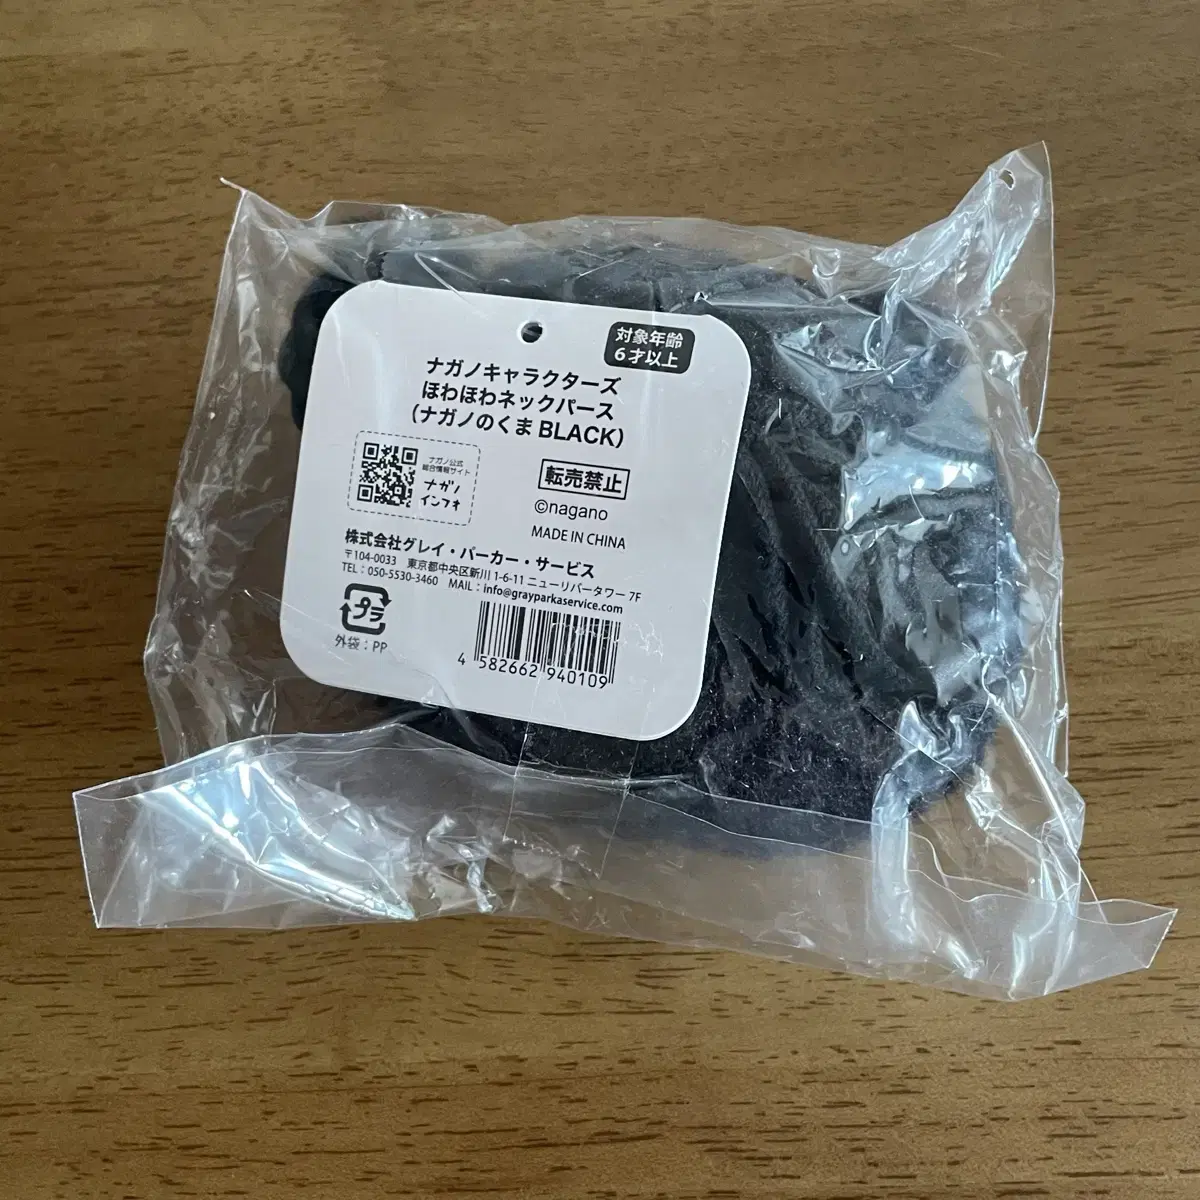 対象年齢
6才以上
ナガノキャラクターズ
ほわほわネックパース
(ナガノのくま BLACK)
ナガノ公式
総合情報サイト
ナガノ
インフォ
転売禁止
©nagano
MADE IN CHINA
株式会社グレイ・パーカー・サービス
〒104-0033 東京都中央区新川 1-6-11 ニューリバータワー 7F
TEL：050-5530-3460 MAIL：info@grayparkaservice.com
プラ
外袋：PP
4 582662 940109